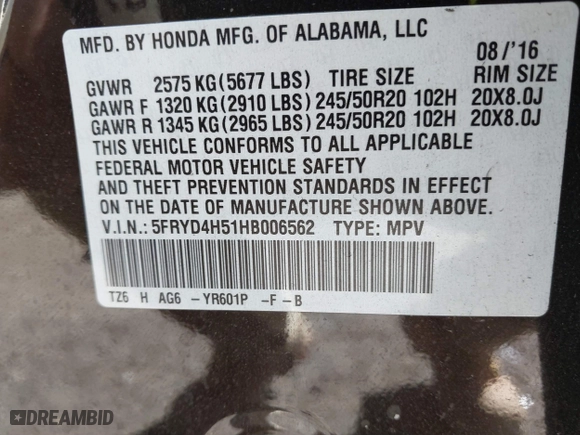 MFD. BY HONDA MFG. OF ALABAMA, LLC
08/'16
GVWR 2575 KG (5677 LBS) TIRE SIZE RIM SIZE
GAWR F 1320 KG (2910 LBS) 245/50R20 102H 20X8.0J
GAWR R 1345 KG (2965 LBS) 245/50R20 102H 20X8.0J
THIS VEHICLE CONFORMS TO ALL APPLICABLE
FEDERAL MOTOR VEHICLE SAFETY
AND THEFT PREVENTION STANDARDS IN EFFECT
ON THE DATE OF MANUFACTURE SHOWN ABOVE.
V.I.N.: 5FRYD4H51HB006562 TYPE: MPV
TZ6 H AG6 -YR601P -F-B
DREAMBID